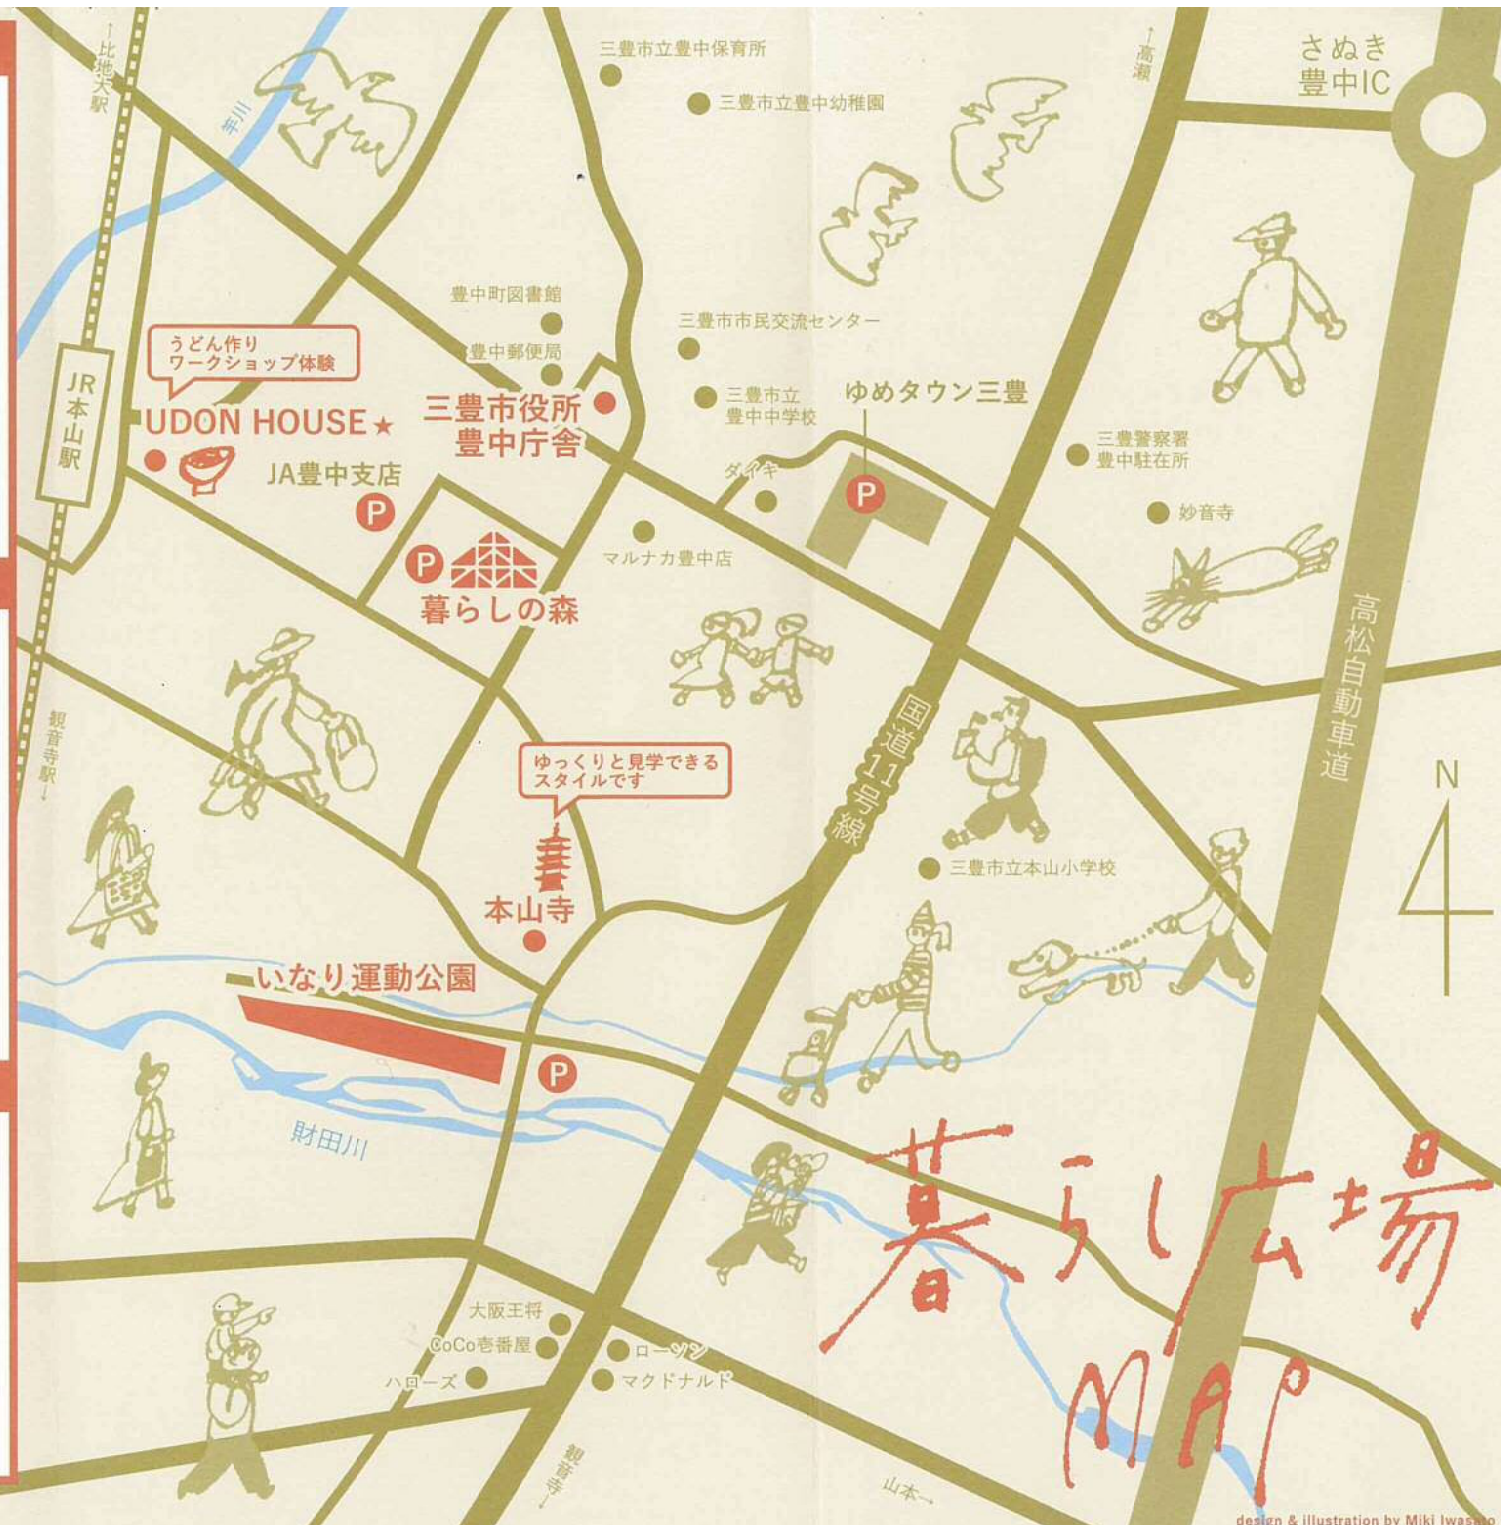 ↑比地大駅
竿川
三豊市立豊中保育所
三豊市立豊中幼稚園
↑高瀬
さぬき
豊中IC
豊中町図書館
豊中郵便局
三豊市市民交流センター
うどん作り
ワークショップ体験
JR本山駅
UDON HOUSE★
三豊市役所
豊中庁舎
三豊市立
豊中中学校
ゆめタウン三豊
三豊警察署
豊中駐在所
JA豊中支店
P
ダイキ
P
妙音寺
マルナカ豊中店
P
暮らしの森
高松自動車道
国道11号線
観音寺駅↓
ゆっくりと見学できる
スタイルです
N
三豊市立本山小学校
本山寺
いなり運動公園
P
財田川
暮らし広場
MAP
大阪王将
CoCo壱番屋
ローソン
ハローズ
マクドナルド
観音寺↓
山本→
design & illustration by Miki Iwasato